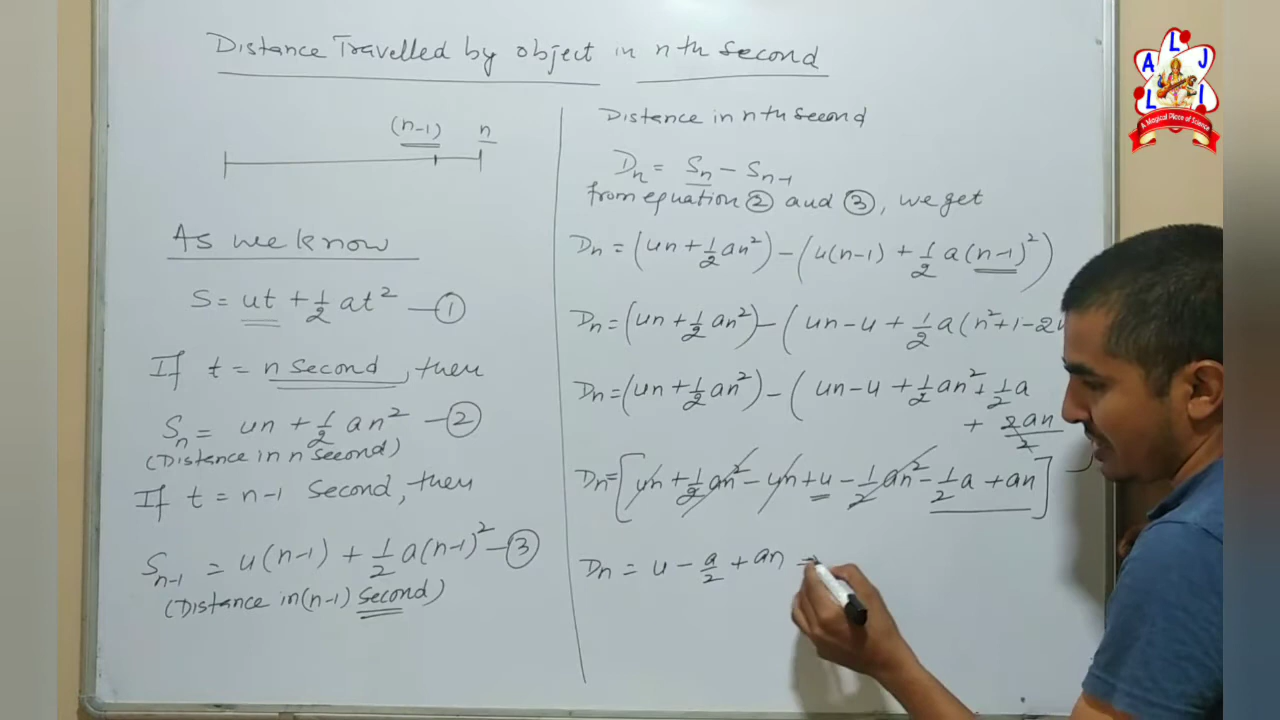 Distance Travelled by object in nth second
(n-1) n
As we know
S = ut + 1/2 at² — ①
If t = n second, then
Sn = un + 1/2 an² — ②
(Distance in n second)
If t = n-1 second, then
Sn-1 = u(n-1) + 1/2 a(n-1)² — ③
(Distance in (n-1) second)
Distance in nth second
Dn = Sn - Sn-1
from equation ② and ③, we get
Dn = (un + 1/2 an²) - (u(n-1) + 1/2 a(n-1)²)
Dn = (un + 1/2 an²) - (un - u + 1/2 a(n² + 1 - 2
Dn = (un + 1/2 an²) - (un - u + 1/2 an² + 1/2 a
+ 2an/2
Dn = [un + 1/2 an² - un + u - 1/2 an² - 1/2 a + an]
Dn = u - a/2 + an
L
A J
L I
A Magical Place of Science